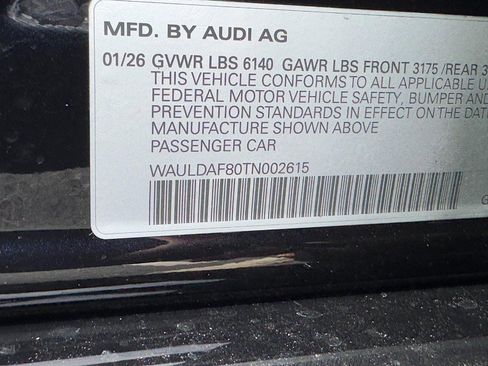 MFD. BY AUDI AG
01/26 GVWR LBS 6140 GAWR LBS FRONT 3175 /REAR 3
THIS VEHICLE CONFORMS TO ALL APPLICABLE U
FEDERAL MOTOR VEHICLE SAFETY, BUMPER AND
PREVENTION STANDARDS IN EFFECT ON THE DAT
MANUFACTURE SHOWN ABOVE
PASSENGER CAR
WAULDAF80TN002615
G